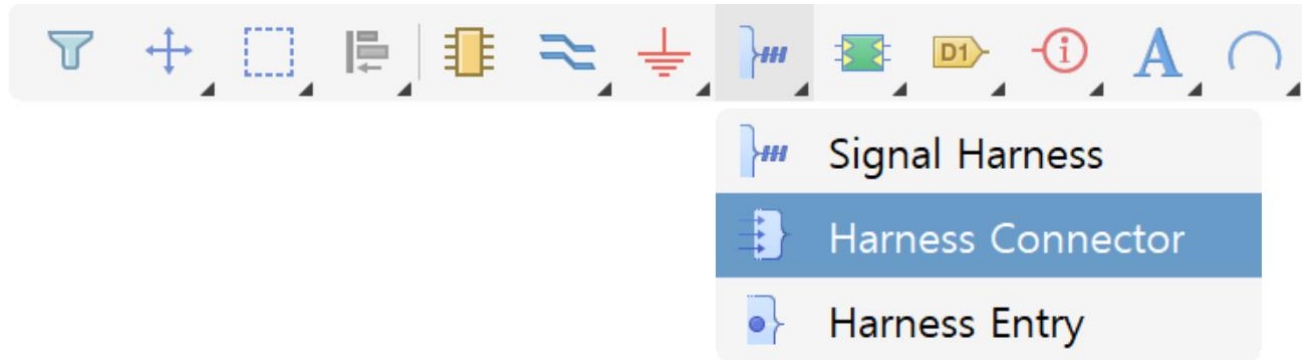 D1
i
A
Signal Harness
Harness Connector
Harness Entry